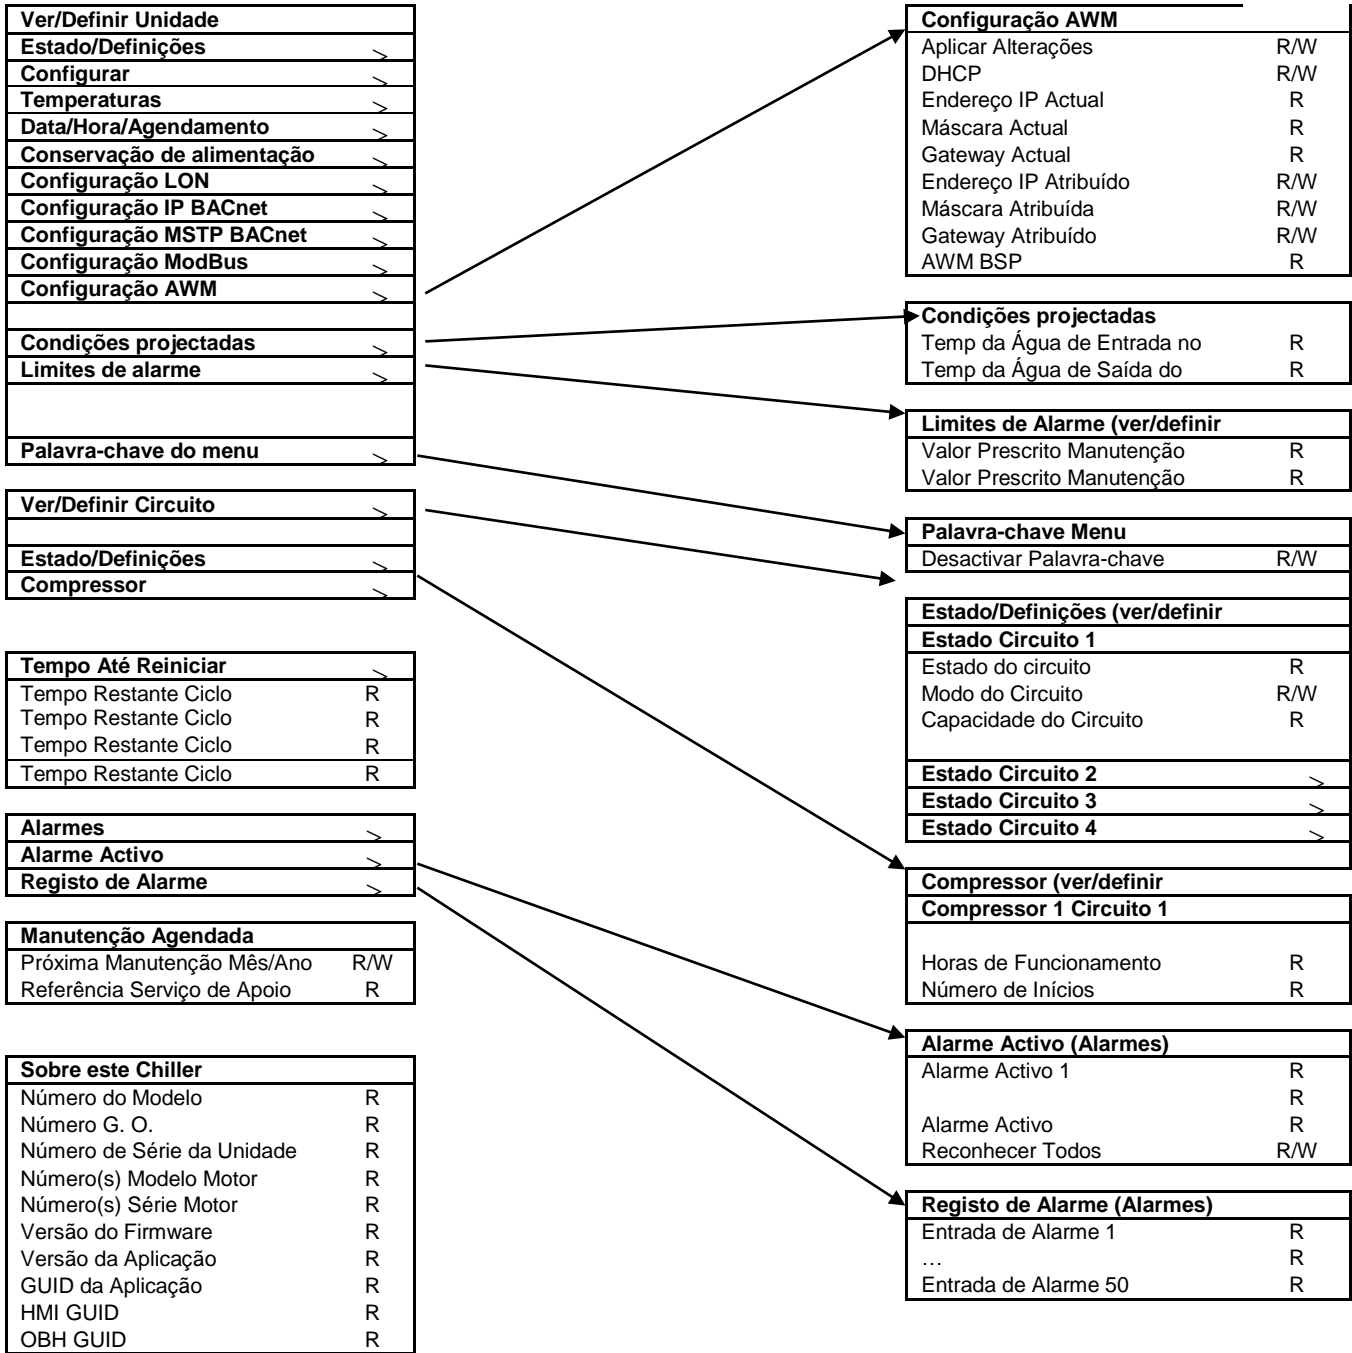 Ver/Definir Unidade
Estado/Definições >
Configurar >
Temperaturas >
Data/Hora/Agendamento >
Conservação de alimentação >
Configuração LON >
Configuração IP BACnet >
Configuração MSTP BACnet >
Configuração ModBus >
Configuração AWM >
Condições projectadas >
Limites de alarme >
Palavra-chave do menu >
Ver/Definir Circuito >
Estado/Definições >
Compressor >
Tempo Até Reiniciar >
Tempo Restante Ciclo R
Tempo Restante Ciclo R
Tempo Restante Ciclo R
Tempo Restante Ciclo R
Alarmes >
Alarme Activo >
Registo de Alarme >
Manutenção Agendada
Próxima Manutenção Mês/Ano R/W
Referência Serviço de Apoio R
Sobre este Chiller
Número do Modelo R
Número G. O. R
Número de Série da Unidade R
Número(s) Modelo Motor R
Número(s) Série Motor R
Versão do Firmware R
Versão da Aplicação R
GUID da Aplicação R
HMI GUID R
OBH GUID R
Configuração AWM
Aplicar Alterações R/W
DHCP R/W
Endereço IP Actual R
Máscara Actual R
Gateway Actual R
Endereço IP Atribuído R/W
Máscara Atribuída R/W
Gateway Atribuído R/W
AWM BSP R
Condições projectadas
Temp da Água de Entrada no R
Temp da Água de Saída do R
Limites de Alarme (ver/definir
Valor Prescrito Manutenção R
Valor Prescrito Manutenção R
Palavra-chave Menu
Desactivar Palavra-chave R/W
Estado/Definições (ver/definir
Estado Circuito 1
Estado do circuito R
Modo do Circuito R/W
Capacidade do Circuito R
Estado Circuito 2 >
Estado Circuito 3 >
Estado Circuito 4 >
Compressor (ver/definir
Compressor 1 Circuito 1
Horas de Funcionamento R
Número de Inícios R
Alarme Activo (Alarmes)
Alarme Activo 1 R
R
Alarme Activo R
Reconhecer Todos R/W
Registo de Alarme (Alarmes)
Entrada de Alarme 1 R
… R
Entrada de Alarme 50 R